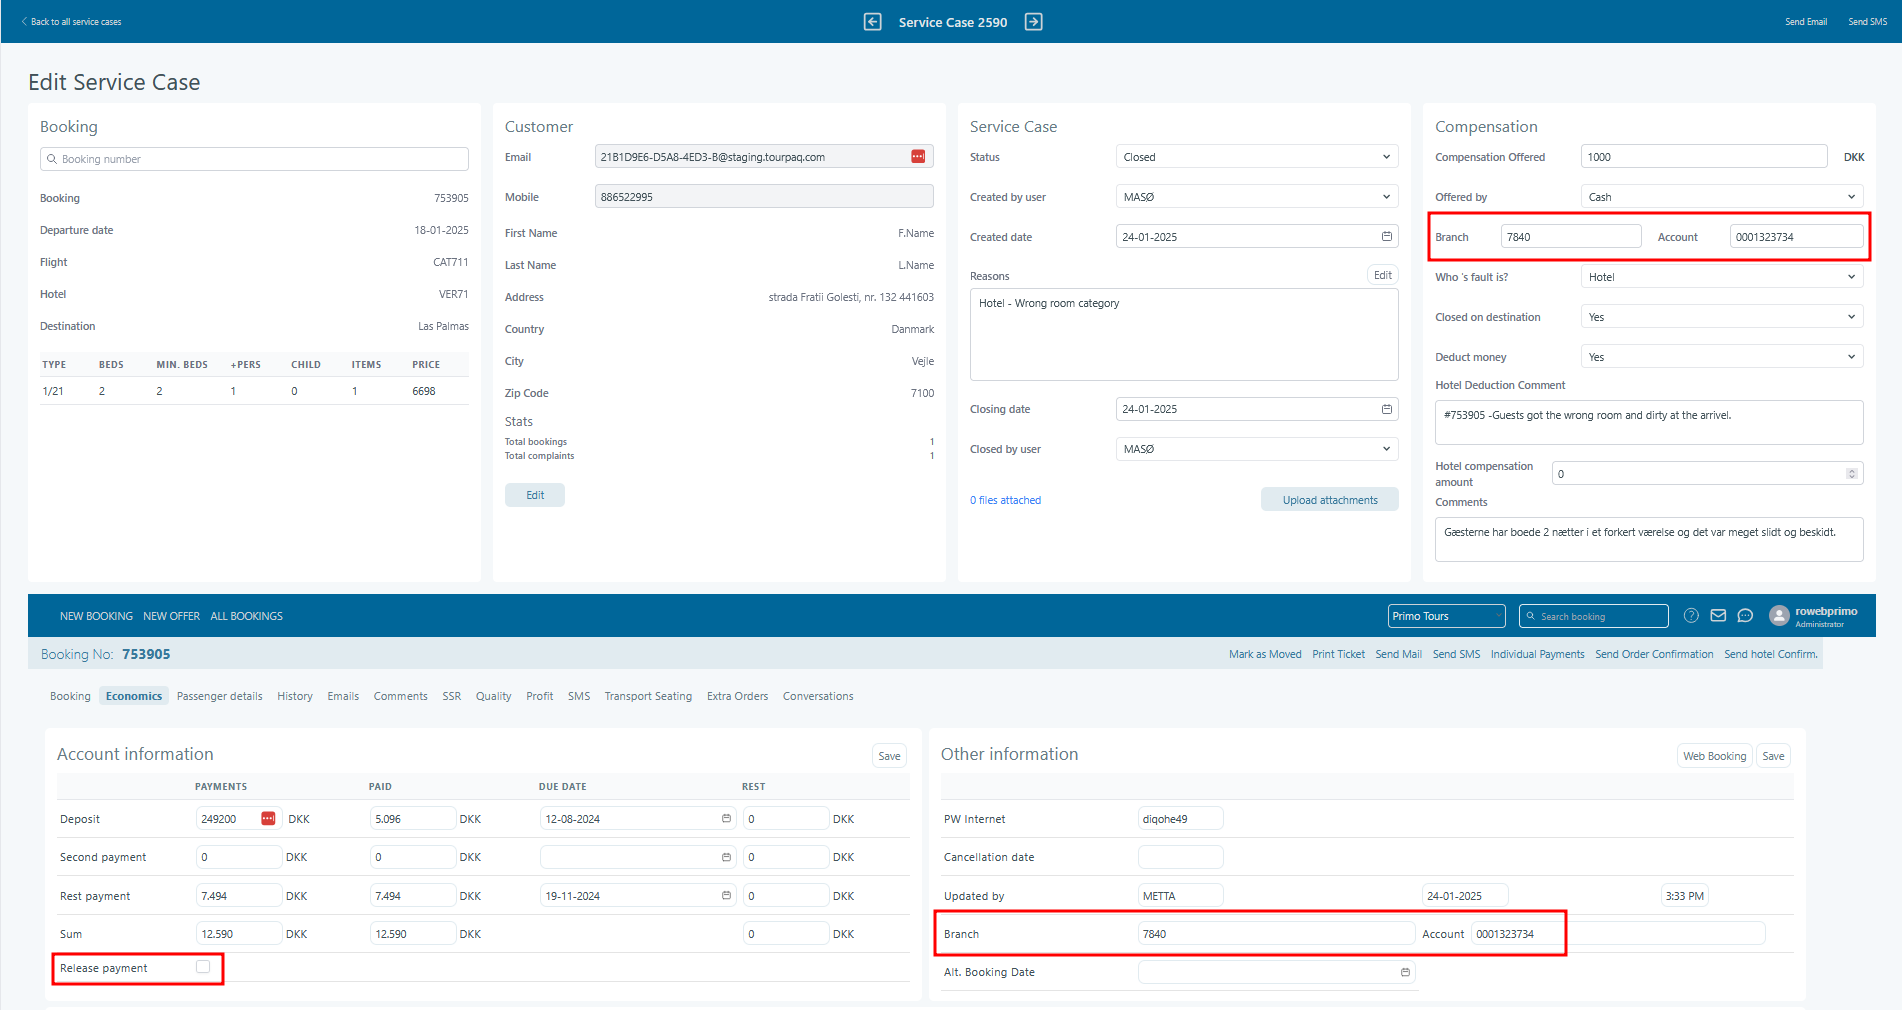 Back to all service cases
Service Case 2590
Send Email Send SMS
Edit Service Case
Booking
Booking number
Booking 753905
Departure date 18-01-2025
Flight CAT711
Hotel VER71
Destination Las Palmas
TYPE BEDS MIN. BEDS +PERS CHILD ITEMS PRICE
1/21 2 2 1 0 1 6698
Customer
Email 21B1D9E6-D5A8-4ED3-B@staging.tourpaq.com
Mobile 886522995
First Name F.Name
Last Name L.Name
Address strada Fratii Golesti, nr. 132 441603
Country Danmark
City Vejle
Zip Code 7100
Stats
Total bookings 1
Total complaints 1
Edit
Service Case
Status Closed
Created by user MASØ
Created date 24-01-2025
Reasons Edit
Hotel - Wrong room category
Closing date 24-01-2025
Closed by user MASØ
0 files attached Upload attachments
Compensation
Compensation Offered 1000 DKK
Offered by Cash
Branch 7840 Account 0001323734
Who 's fault is? Hotel
Closed on destination Yes
Deduct money Yes
Hotel Deduction Comment
#753905 -Guests got the wrong room and dirty at the arrivel.
Hotel compensation
amount
0
Comments
Gæsterne har boede 2 nætter i et forkert værelse og det var meget slidt og beskidt.
NEW BOOKING NEW OFFER ALL BOOKINGS
Primo Tours
Search booking
rowebprimo
Administrator
Booking No: 753905
Mark as Moved Print Ticket Send Mail Send SMS Individual Payments Send Order Confirmation Send hotel Confirm.
Booking Economics Passenger details History Emails Comments SSR Quality Profit SMS Transport Seating Extra Orders Conversations
Account information Save
PAYMENTS PAID DUE DATE REST
Deposit 249200 DKK 5.096 DKK 12-08-2024 0 DKK
Second payment 0 DKK 0 DKK 0 DKK
Rest payment 7.494 DKK 7.494 DKK 19-11-2024 0 DKK
Sum 12.590 DKK 12.590 DKK 0 DKK
Release payment
Other information Web Booking Save
PW Internet diqohe49
Cancellation date
Updated by METTA 24-01-2025 3:33 PM
Branch 7840 Account 0001323734
Alt. Booking Date